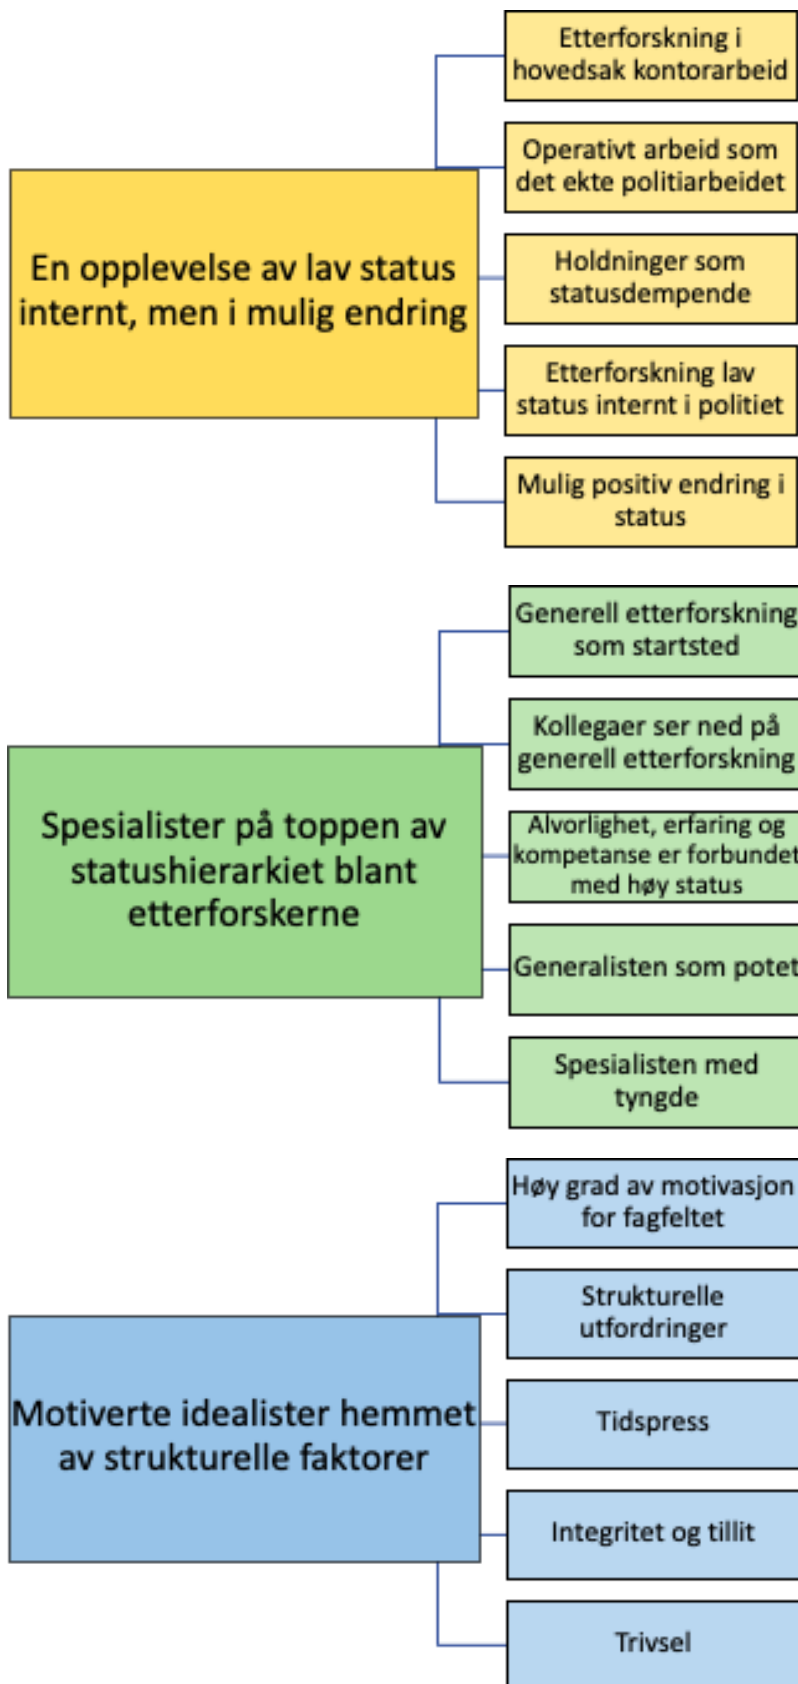 En opplevelse av lav status
internt, men i mulig endring
Etterforskning i
hovedsak kontorarbeid
Operativt arbeid som
det ekte politiarbeidet
Holdninger som
statusdempende
Etterforskning lav
status internt i politiet
Mulig positiv endring i
status
Spesialister på toppen av
statushierarkiet blant
etterforskerne
Generell etterforskning
som startsted
Kollegaer ser ned på
generell etterforskning
Alvorlighet, erfaring og
kompetanse er forbundet
med høy status
Generalisten som potet
Spesialisten med
tyngde
Motiverte idealister hemmet
av strukturelle faktorer
Høy grad av motivasjon
for fagfeltet
Strukturelle
utfordringer
Tidspress
Integritet og tillit
Trivsel